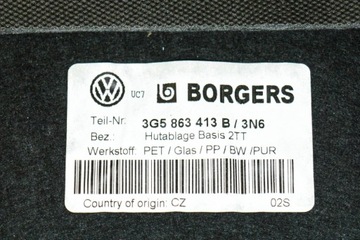 UC7 BORGERS
Teil-Nr: 3G5 863 413 B / 3N6
Bez.: Hutablage Basis 2TT
Werkstoff: PET / Glas / PP / BW /PUR
Country of origin: CZ 02S